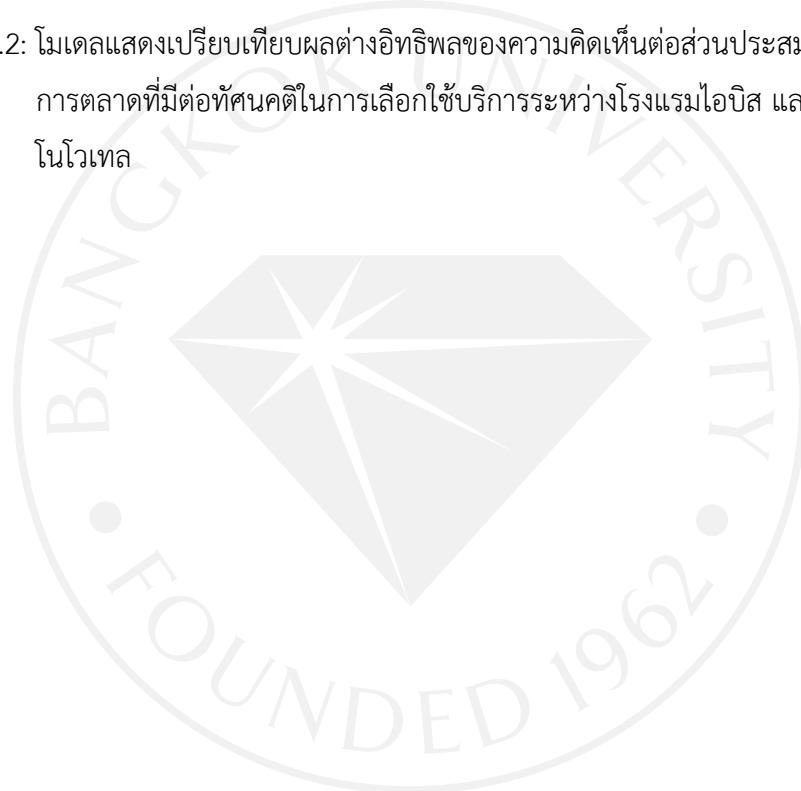 .2: โมเดลแสดงเปรียบเทียบผลต่างอิทธิพลของความคิดเห็นต่อส่วนประสม
การตลาดที่มีต่อทัศนคติในการเลือกใช้บริการระหว่างโรงแรมไอบิส แล
โนโวเทล
BANGKOK UNIVERSITY
FOUNDED 1962